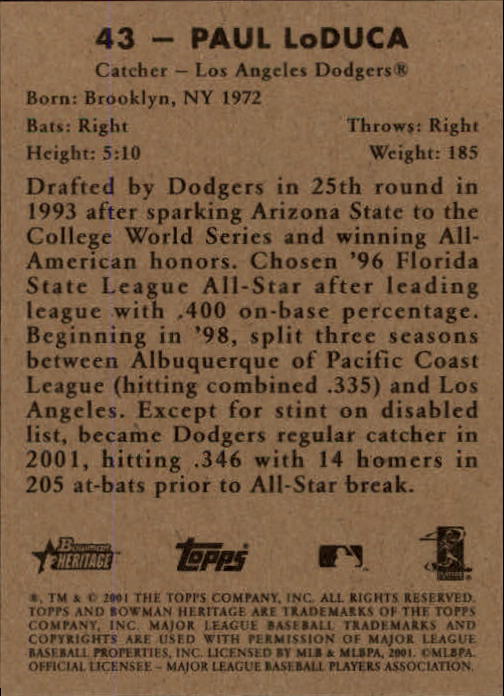 43 – PAUL LoDUCA
Catcher – Los Angeles Dodgers®
Born: Brooklyn, NY 1972
Bats: Right Throws: Right
Height: 5:10 Weight: 185
Drafted by Dodgers in 25th round in
1993 after sparking Arizona State to the
College World Series and winning All-
American honors. Chosen '96 Florida
State League All-Star after leading
league with .400 on-base percentage.
Beginning in '98, split three seasons
between Albuquerque of Pacific Coast
League (hitting combined .335) and Los
Angeles. Except for stint on disabled
list, became Dodgers regular catcher in
2001, hitting .346 with 14 homers in
205 at-bats prior to All-Star break.
Bowman
HERITAGE
Topps
®, TM & © 2001 THE TOPPS COMPANY, INC. ALL RIGHTS RESERVED.
TOPPS AND BOWMAN HERITAGE ARE TRADEMARKS OF THE TOPPS
COMPANY, INC. MAJOR LEAGUE BASEBALL TRADEMARKS AND
COPYRIGHTS ARE USED WITH PERMISSION OF MAJOR LEAGUE
BASEBALL PROPERTIES, INC. LICENSED BY MLB & MLBPA, 2001. ©MLBPA.
OFFICIAL LICENSEE – MAJOR LEAGUE BASEBALL PLAYERS ASSOCIATION.